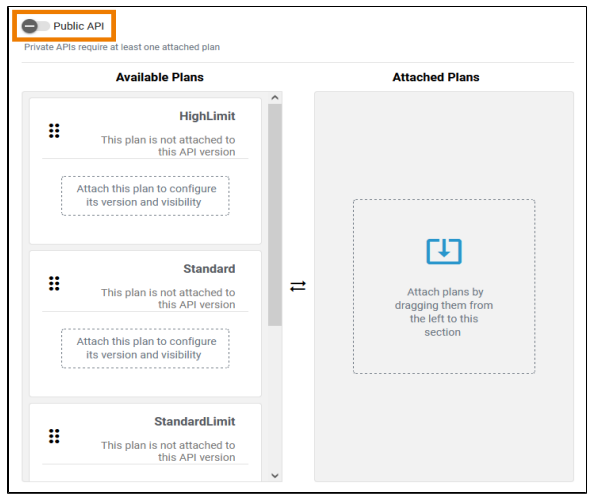 Public API
Private APIs require at least one attached plan
Available Plans
Attached Plans
HighLimit
This plan is not attached to
this API version
Attach this plan to configure
its version and visibility
Standard
This plan is not attached to
this API version
Attach this plan to configure
its version and visibility
StandardLimit
This plan is not attached to
this API version
Attach plans by
dragging them from
the left to this
section